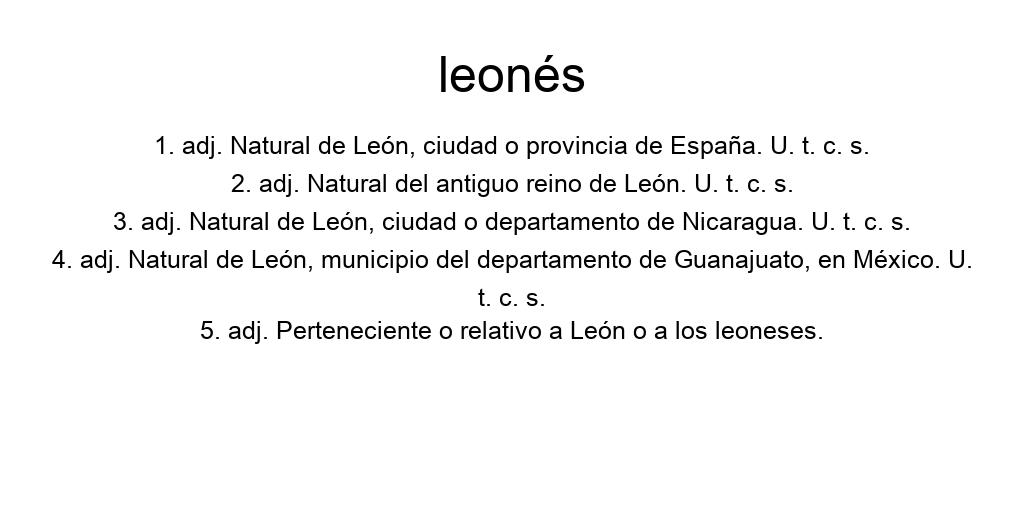 leonés
1. adj. Natural de León, ciudad o provincia de España. U. t. c. s.
2. adj. Natural del antiguo reino de León. U. t. c. s.
3. adj. Natural de León, ciudad o departamento de Nicaragua. U. t. c. s.
4. adj. Natural de León, municipio del departamento de Guanajuato, en México. U.
t. c. s.
5. adj. Perteneciente o relativo a León o a los leoneses.